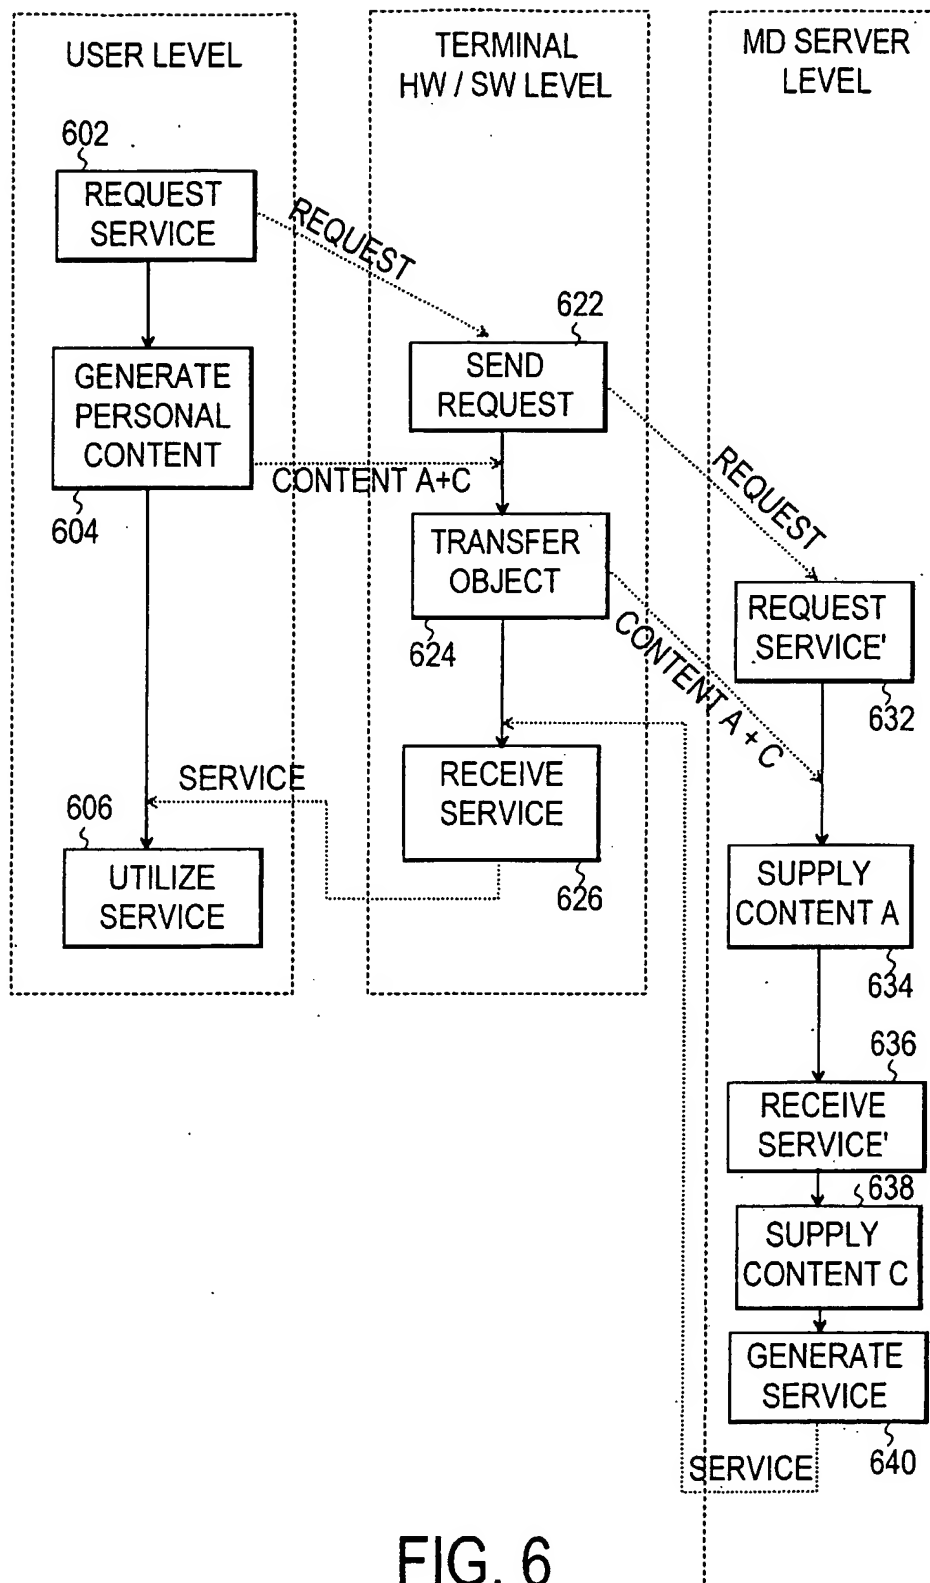 USER LEVEL
602
REQUEST
SERVICE
GENERATE
PERSONAL
CONTENT
604
606
UTILIZE
SERVICE
REQUEST
CONTENT A+C
SERVICE
TERMINAL
HW / SW LEVEL
622
SEND
REQUEST
TRANSFER
OBJECT
624
RECEIVE
SERVICE
626
REQUEST
CONTENT A + C
MD SERVER
LEVEL
REQUEST
SERVICE'
632
SUPPLY
CONTENT A
634
636
RECEIVE
SERVICE'
638
SUPPLY
CONTENT C
GENERATE
SERVICE
640
SERVICE
FIG. 6